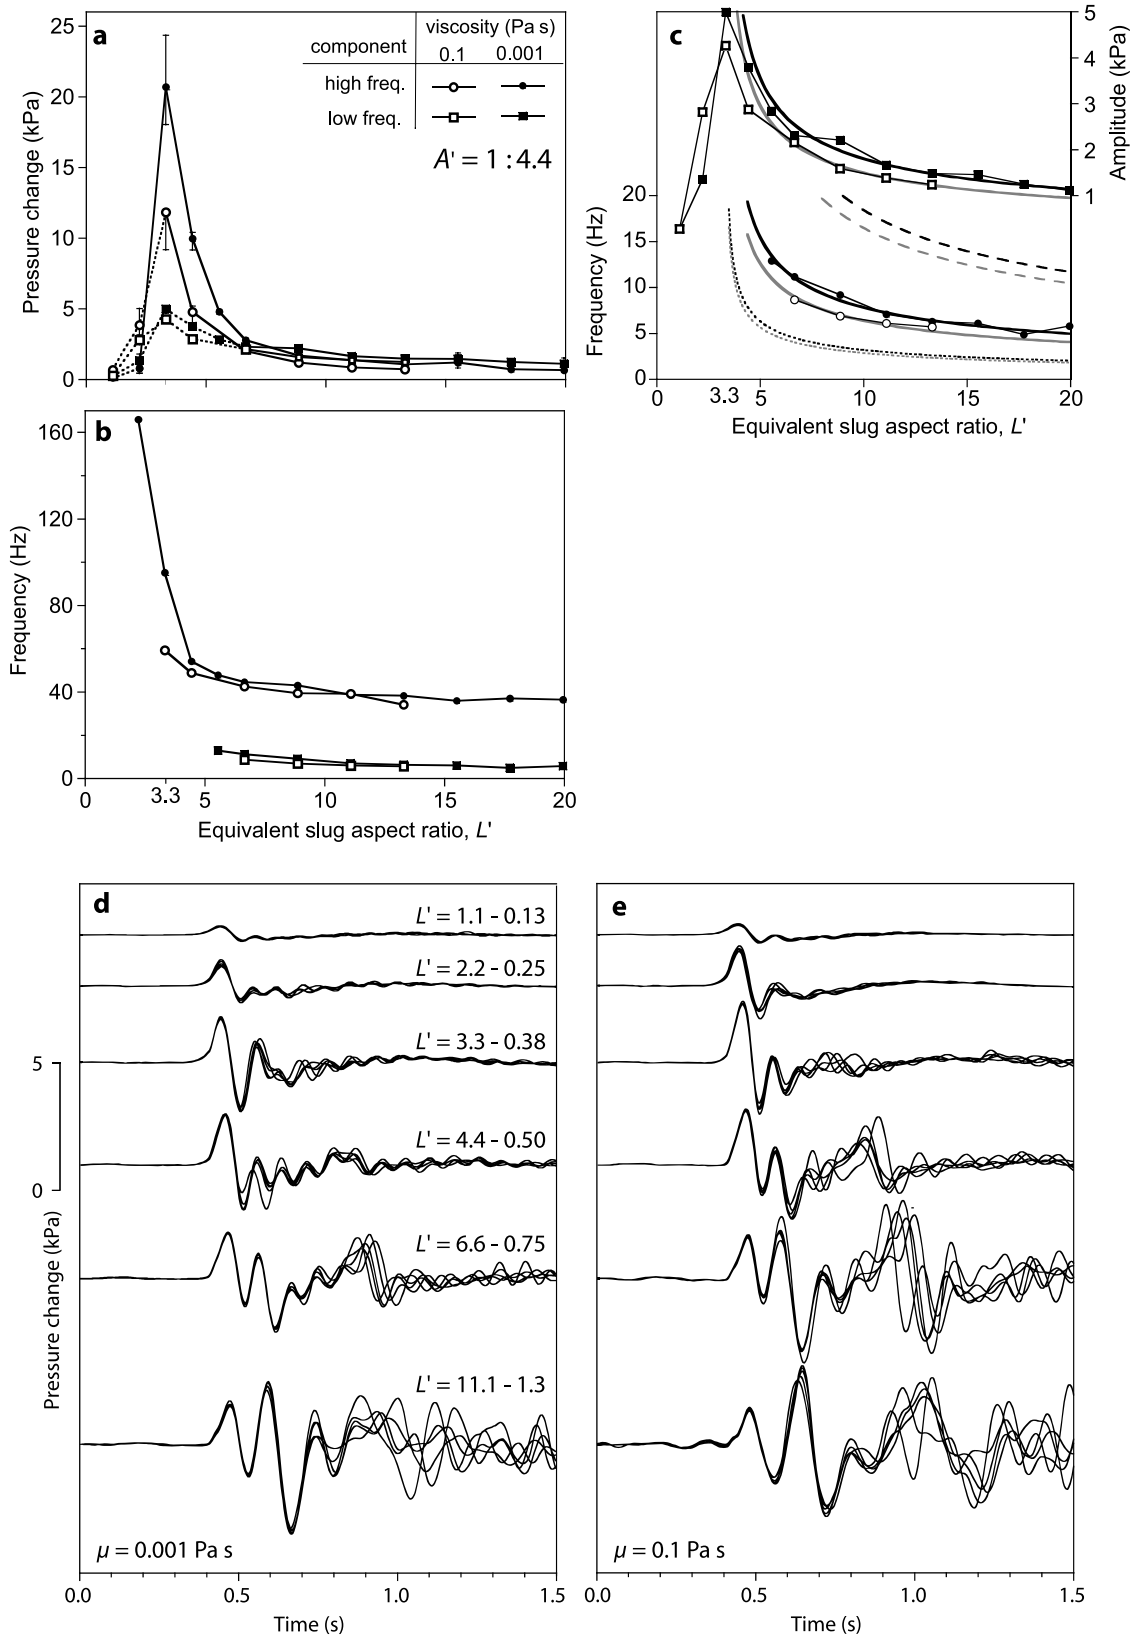 a
Pressure change (kPa)
25
20
15
10
5
0
component
viscosity (Pa s)
0.1
0.001
high freq.
low freq.
A' = 1 : 4.4
b
Frequency (Hz)
160
120
80
40
0
0
3.3
5
10
15
20
Equivalent slug aspect ratio, L'
c
Amplitude (kPa)
5
4
3
2
1
Frequency (Hz)
20
15
10
5
0
0
3.3
5
10
15
20
Equivalent slug aspect ratio, L'
d
L' = 1.1 - 0.13
L' = 2.2 - 0.25
L' = 3.3 - 0.38
L' = 4.4 - 0.50
L' = 6.6 - 0.75
L' = 11.1 - 1.3
5
0
Pressure change (kPa)
μ = 0.001 Pa s
0.0
0.5
1.0
1.5
Time (s)
e
μ = 0.1 Pa s
0.0
0.5
1.0
1.5
Time (s)